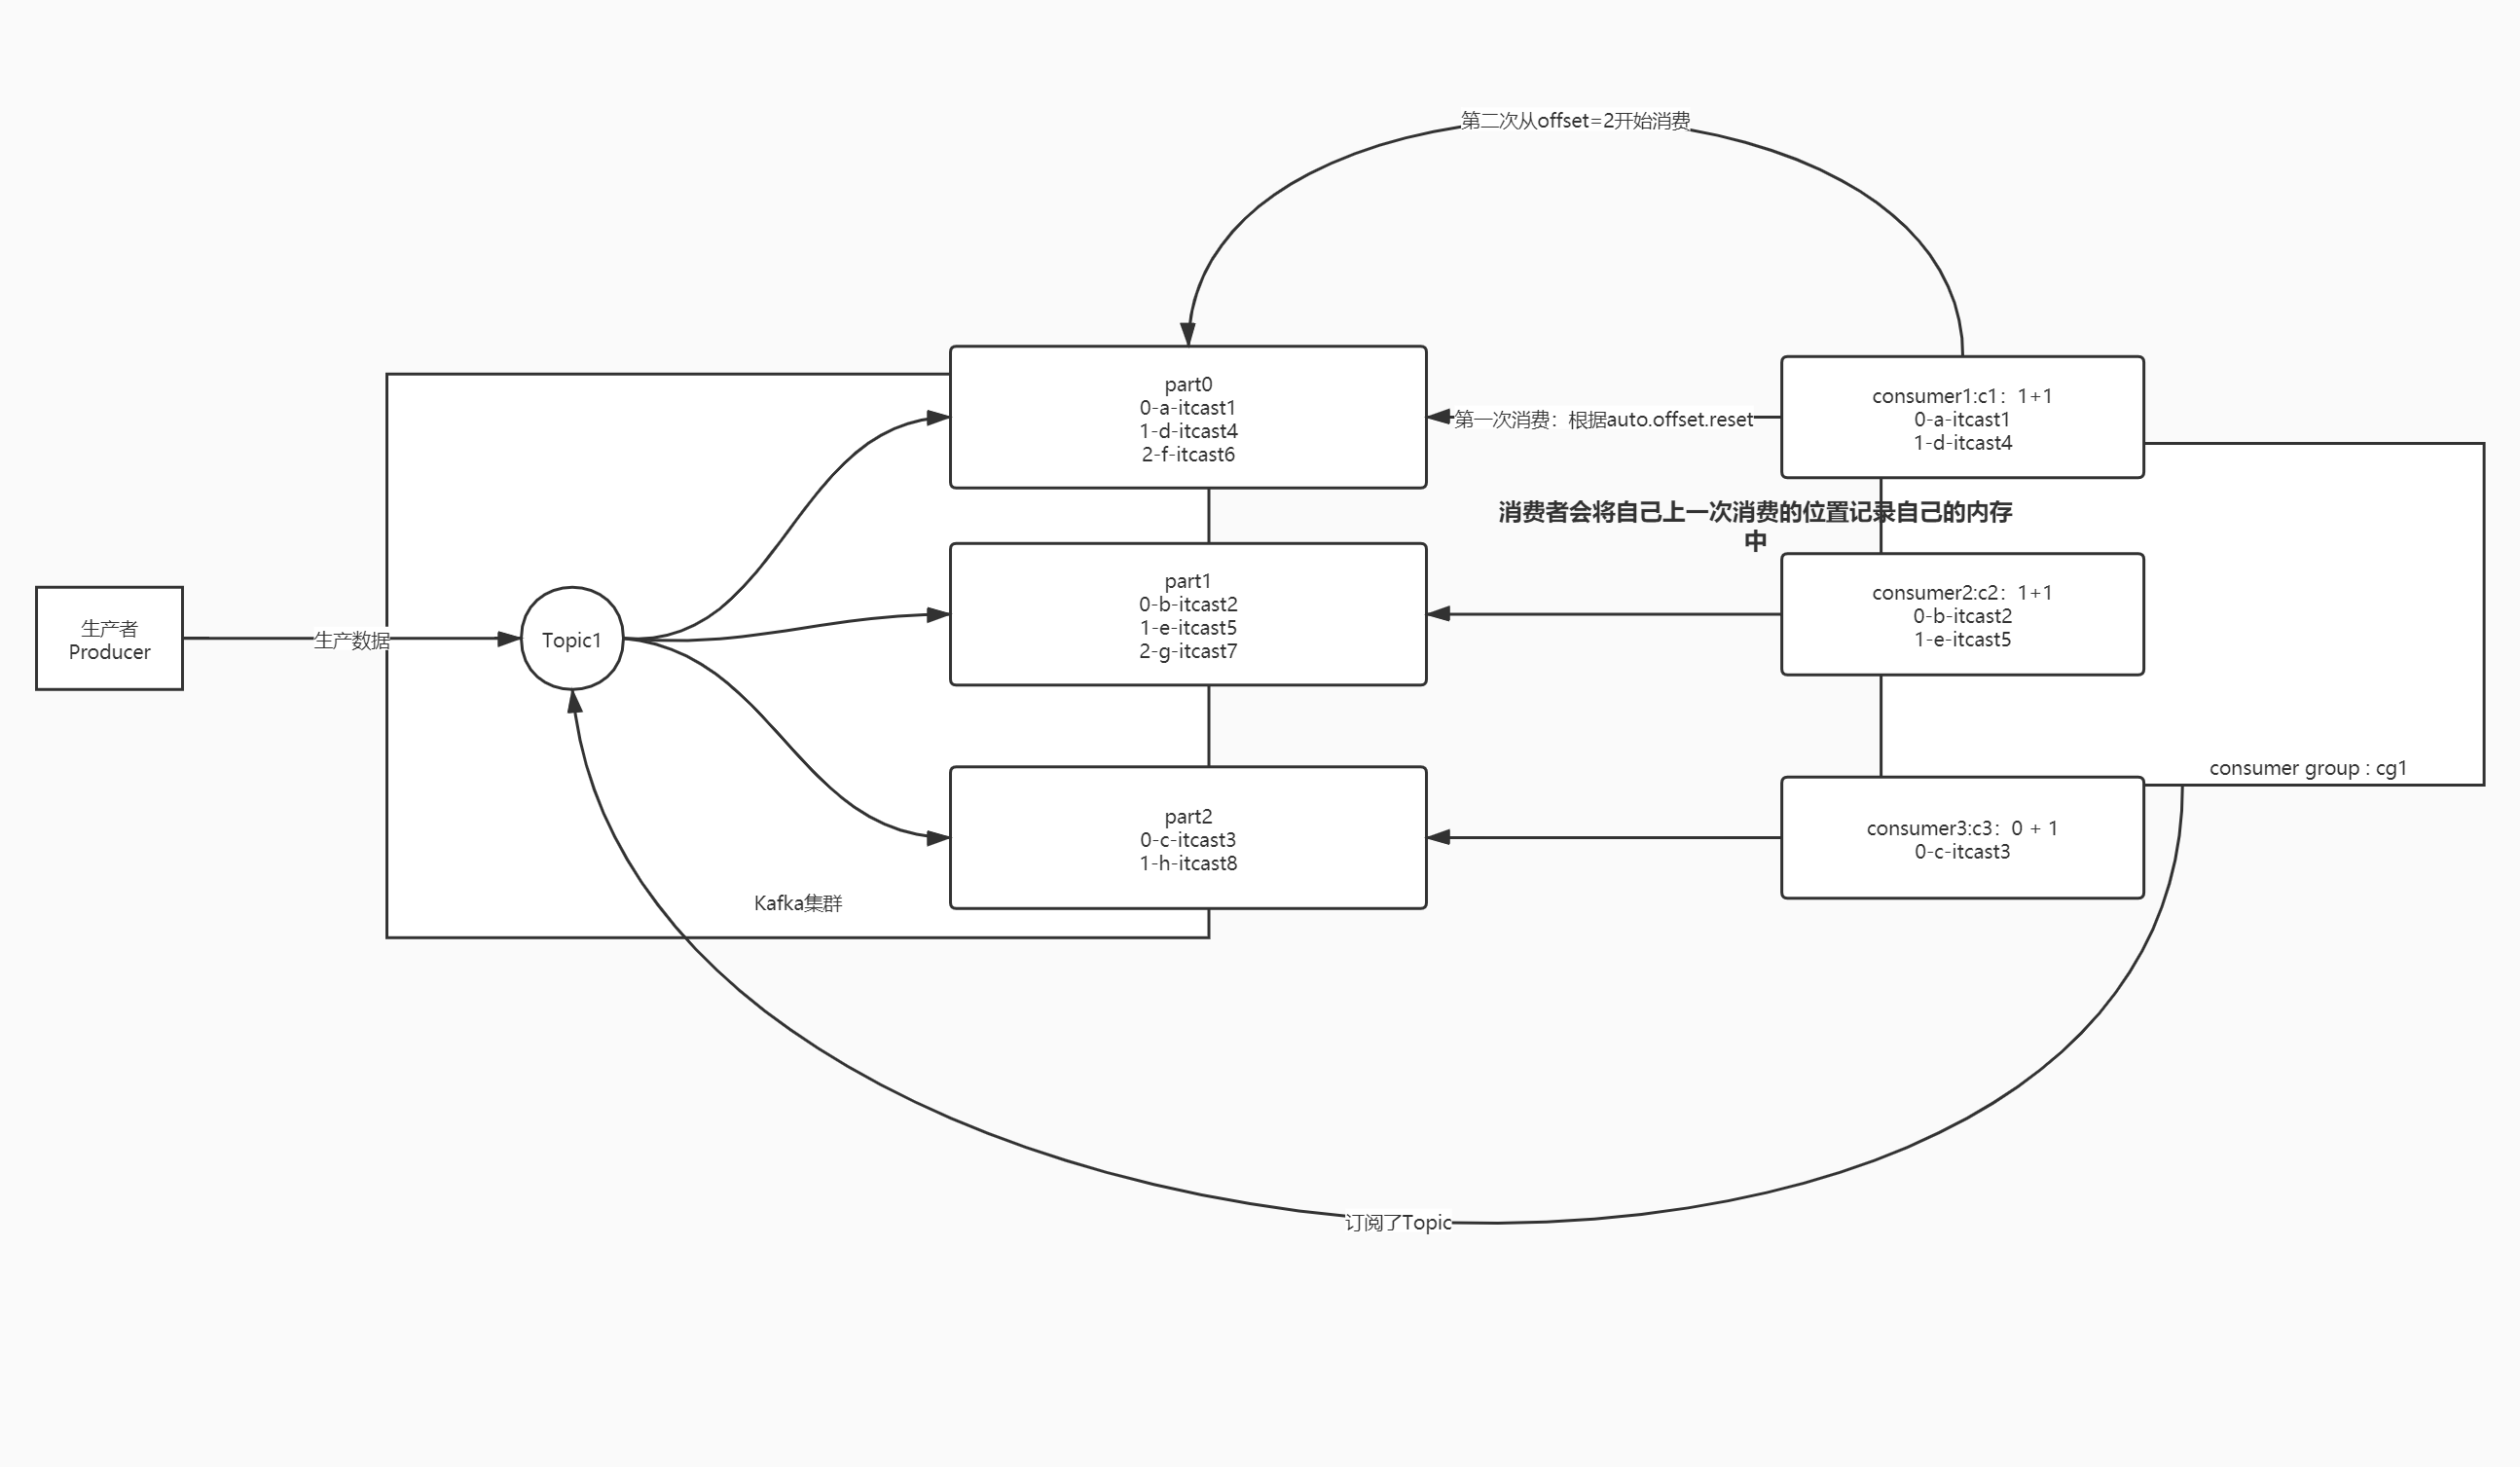 第二次从offset=2开始消费
part0
0-a-itcast1
1-d-itcast4
2-f-itcast6
第一次消费：根据auto.offset.reset
consumer1:c1：1+1
0-a-itcast1
1-d-itcast4
消费者会将自己上一次消费的位置记录自己的内存
中
生产者
Producer
生产数据
Topic1
part1
0-b-itcast2
1-e-itcast5
2-g-itcast7
consumer2:c2：1+1
0-b-itcast2
1-e-itcast5
consumer group : cg1
part2
0-c-itcast3
1-h-itcast8
consumer3:c3：0 + 1
0-c-itcast3
Kafka集群
订阅了Topic